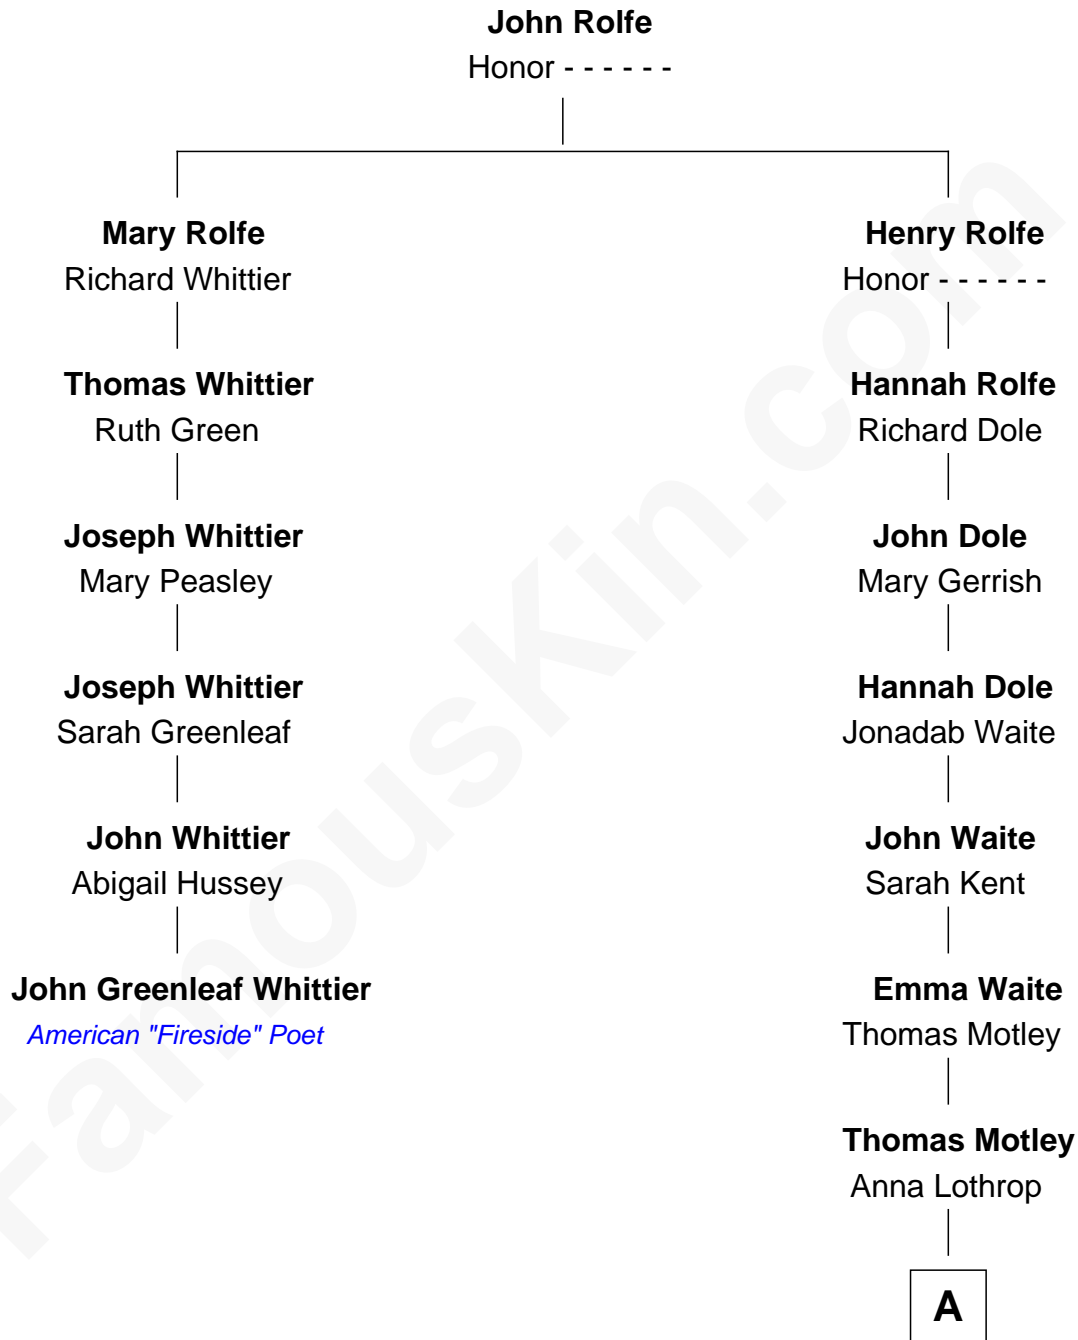 John Rolfe
Honor - - - - - -
Mary Rolfe
Richard Whittier
Thomas Whittier
Ruth Green
Joseph Whittier
Mary Peasley
Joseph Whittier
Sarah Greenleaf
John Whittier
Abigail Hussey
John Greenleaf Whittier
American "Fireside" Poet
Henry Rolfe
Honor - - - - - -
Hannah Rolfe
Richard Dole
John Dole
Mary Gerrish
Hannah Dole
Jonadab Waite
John Waite
Sarah Kent
Emma Waite
Thomas Motley
Thomas Motley
Anna Lothrop
A
FamousKin.com